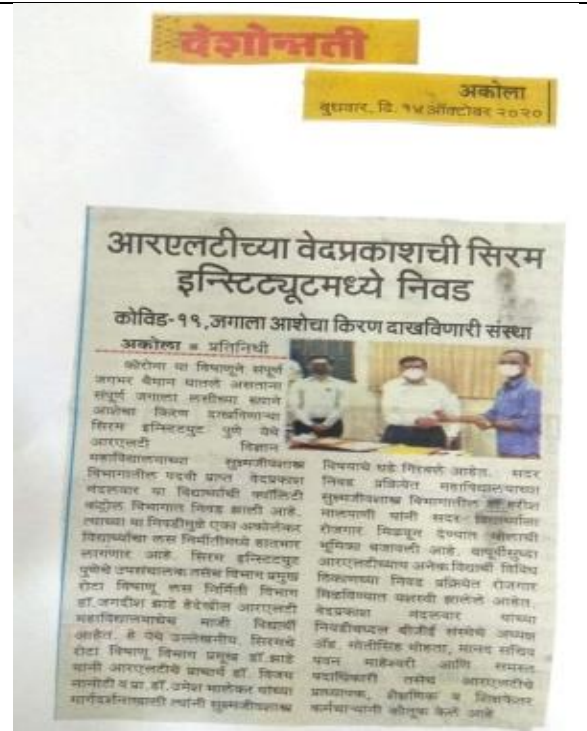 देशोन्नती
अकोला
बुधवार, दि. १४ ऑक्टोबर २०२०
आरएलटीच्या वेदप्रकाशची सिरम
इन्स्टिट्यूटमध्ये निवड
कोविड-१९,जगाला आशेचा किरण दाखविणारी संस्था
अकोला प्रतिनिधी
कोरोना या विषाणूने संपूर्ण
जगभर थैमान घातले असताना
संपूर्ण जगाला लसीच्या रूपाने
आशेचा किरण दाखविणाऱ्या
सिरम इन्स्टिट्युट पुणे येथे
आरएलटी विज्ञान
महाविद्यालयाच्या सुक्ष्मजीवशास्त्र
विभागातील पदवी प्राप्त वेदप्रकाश
मंदलवार या विद्यार्थ्याची क्वॉलिटी
कंट्रोल विभागात निवड झाली आहे.
त्याच्या या निवडीमुळे एका अकोलेकर
विद्यार्थ्याचा लस निर्मीतीमध्ये हातभार
लागणार आहे. सिरम इन्स्टिट्युट
पुणेचे उपसंचालक तसेच विभाग प्रमुख
रोटा विषाणू लस निर्मिती विभाग
डॉ.जगदीश झाडे हेदेखील आरएलटी
महाविद्यालयाचेच माजी विद्यार्थी
आहेत. हे येथे उल्लेखनीय. सिरमचे
रोटा विषाणू विभाग प्रमुख डॉ.झाडे
यांनी आरएलटीचे प्राचार्य डॉ. विजय
नानोटी व प्रा. डॉ.उमेश भालेकर यांच्या
मार्गदर्शनाखाली त्यांनी सुक्ष्मजीवशास्त्र
विषयाचे धडे गिरवले आहेत. सदर
निवड प्रक्रियेत महाविद्यालयाच्या
सुक्ष्मजीवशास्त्र विभागातील हरीश
मालपाणी यांनी सदर विद्यार्थ्याला
रोजगार मिळवून देण्यात मोलाची
भूमिका बजावली आहे. यापूर्वीसुध्दा
आरएलटीच्याच अनेक विद्यार्थी विविध
ठिकाणच्या निवड प्रक्रियेत रोजगार
मिळविण्यात यशस्वी झालेले आहेत.
वेदप्रकाश मंदलवार याच्या
निवडीबध्दल बीजीई संस्थेचे अध्यक्ष
अॅड. मोतीसिंह मोहता, मानद सचिव
पवन माहेश्वरी आणि समस्त
पदाधिकारी तसेच आरएलटीचे
प्राध्यापक, शैक्षणिक व शिक्षकेतर
कर्मचाऱ्यांनी कौतूक केले आहे